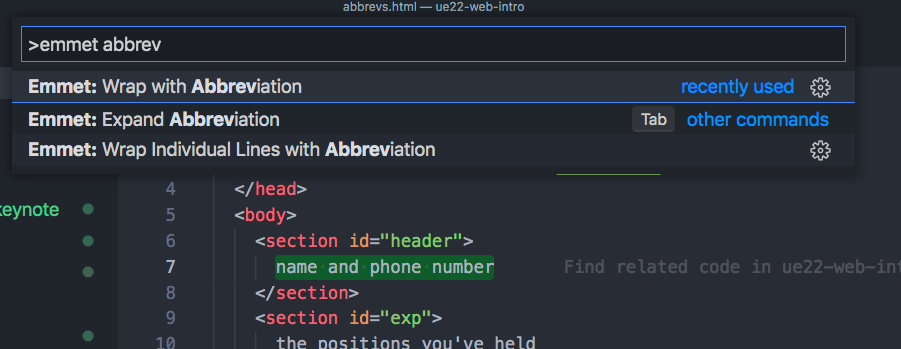 abbrevs.html — ue22-web-intro
>emmet abbrev
Emmet: Wrap with Abbreviation recently used
Emmet: Expand Abbreviation Tab other commands
Emmet: Wrap Individual Lines with Abbreviation
4 </head>
keynote 5 <body>
6 <section id="header">
7 name and phone number Find related code in ue22-web-int
8 </section>
9 <section id="exp">
10 the positions you've held